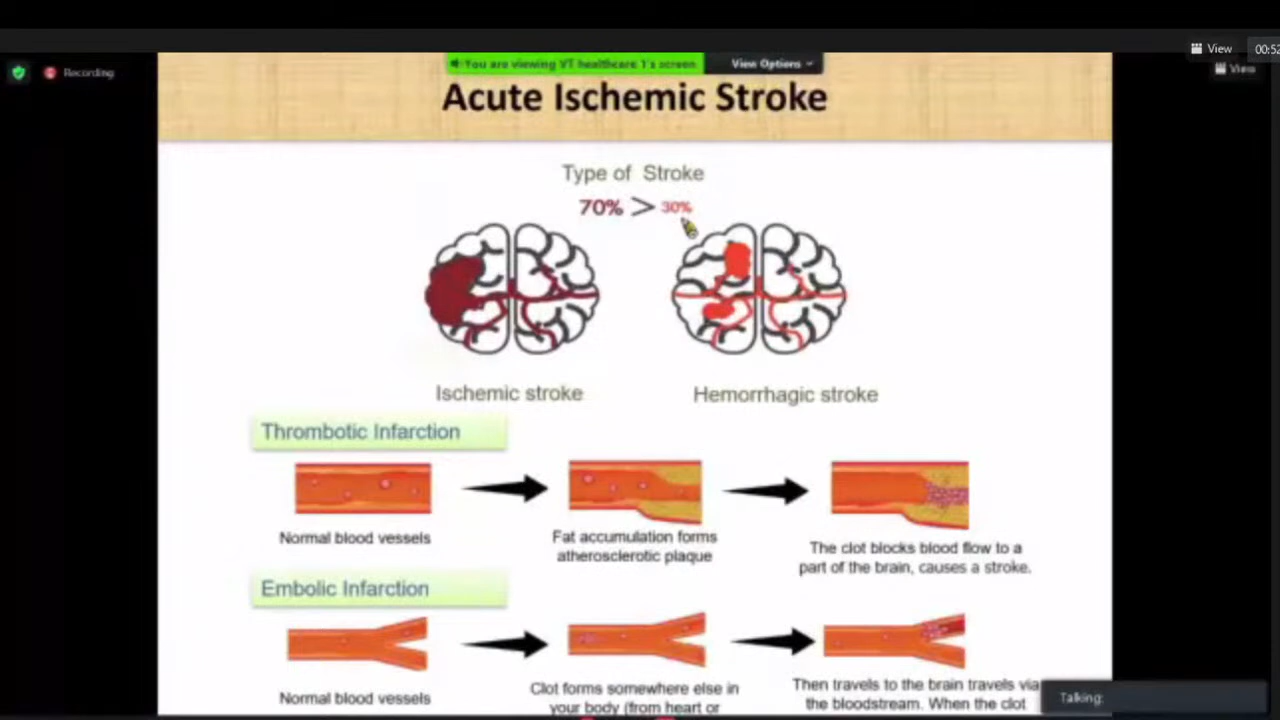 View
00:52
Recording
You are viewing VT healthcare 1's screen
View Options
View
Acute Ischemic Stroke
Type of Stroke
70% > 30%
Ischemic stroke
Hemorrhagic stroke
Thrombotic Infarction
Normal blood vessels
Fat accumulation forms
atherosclerotic plaque
The clot blocks blood flow to a
part of the brain, causes a stroke.
Embolic Infarction
Normal blood vessels
Clot forms somewhere else in
your body (from heart or
Then travels to the brain travels via
the bloodstream. When the clot
Talking: